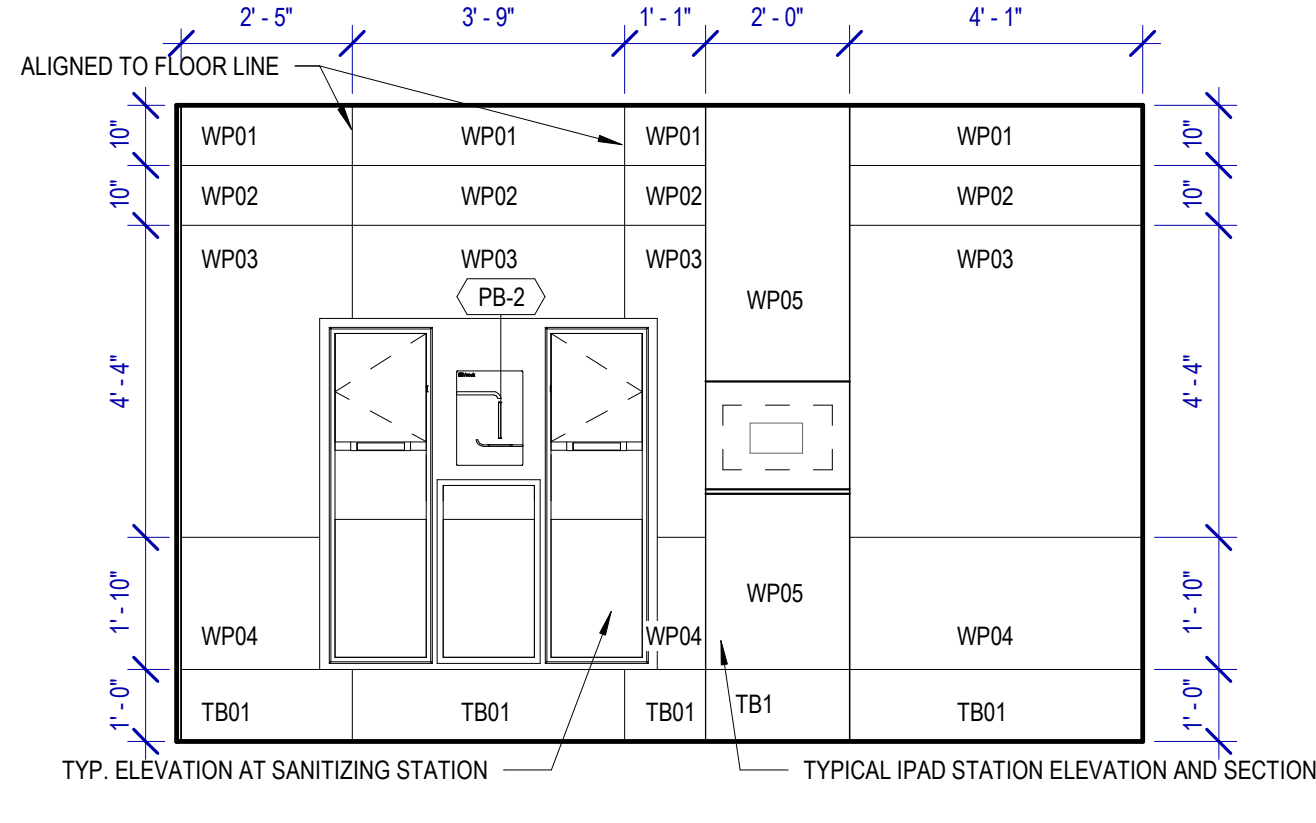 2' - 5" 3' - 9" 1' - 1" 2' - 0" 4' - 1"
ALIGNED TO FLOOR LINE
10" WP01 WP01 WP01 WP01 10"
10" WP02 WP02 WP02 WP02 10"
WP03 WP03 WP03 WP03
PB-2 WP05
4' - 4" 4' - 4"
1' - 10" WP05 1' - 10"
WP04 WP04 WP04
1' - 0" TB01 TB01 TB01 TB1 TB01 1' - 0"
TYP. ELEVATION AT SANITIZING STATION TYPICAL IPAD STATION ELEVATION AND SECTION